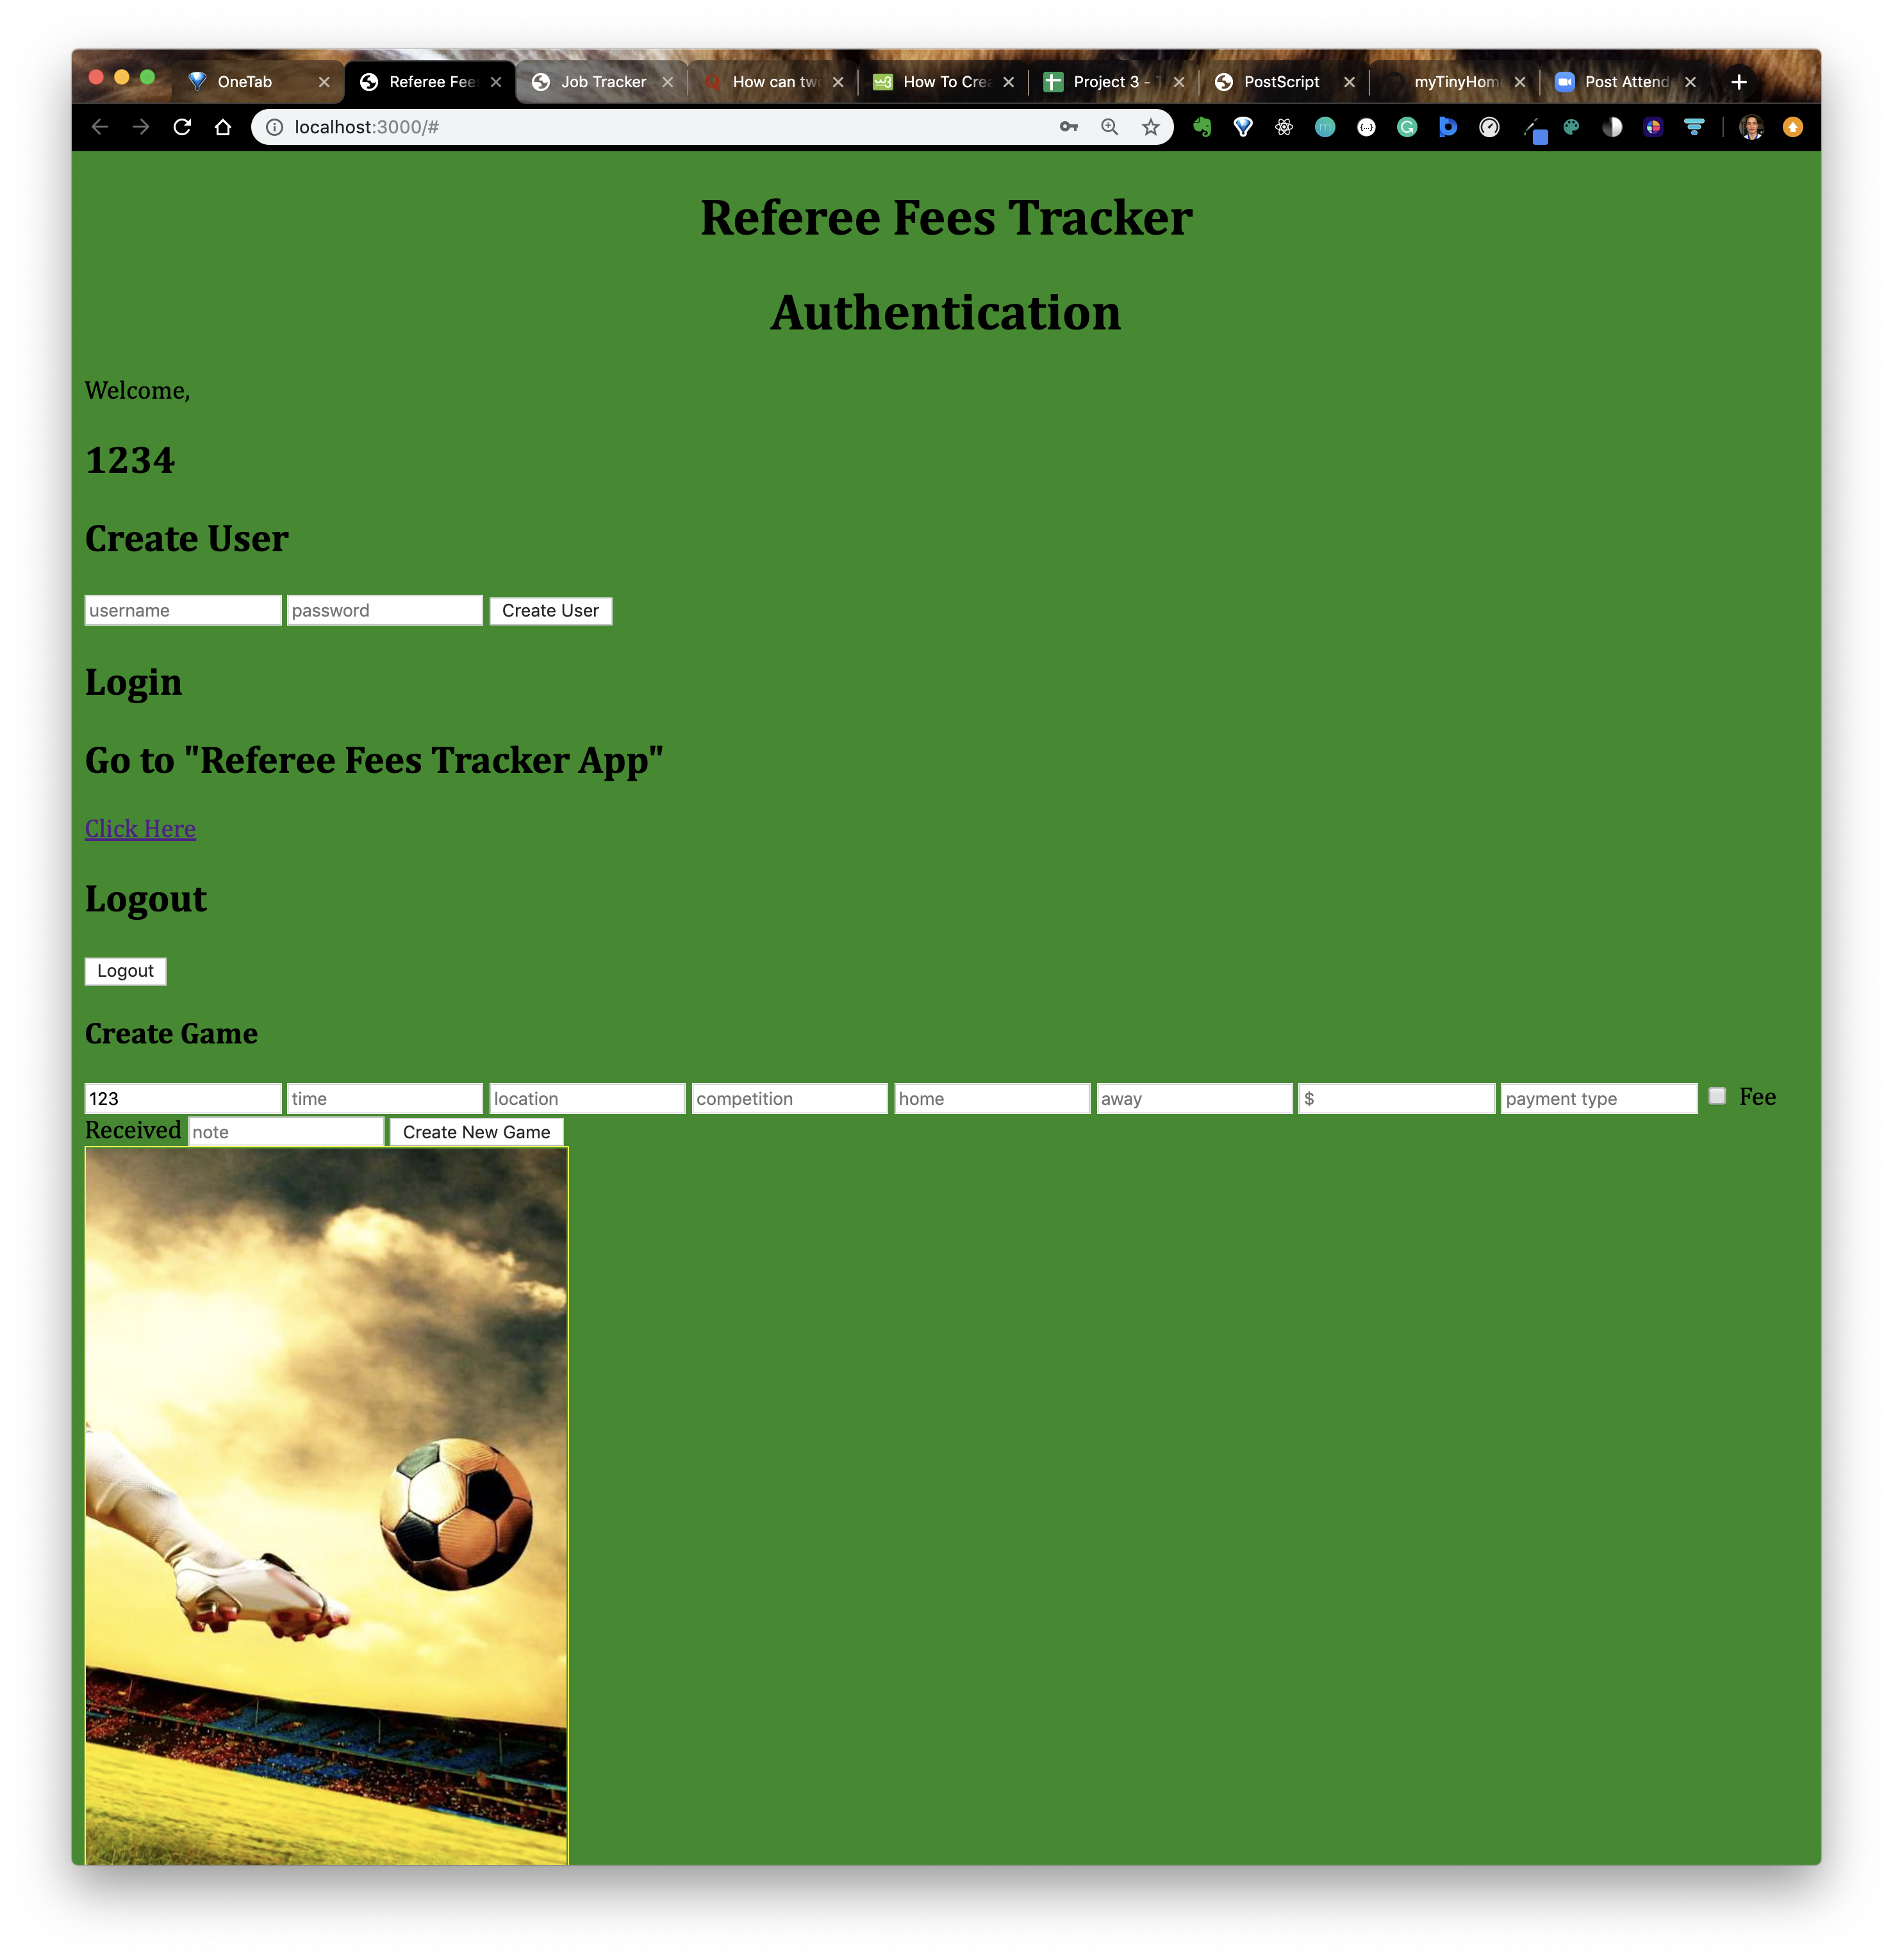 OneTab
Referee Fee
Job Tracker
How can tw
How To Crea
Project 3 -
PostScript
myTinyHom
Post Attend
localhost:3000/#
Referee Fees Tracker
Authentication
Welcome,
1234
Create User
username password Create User
Login
Go to "Referee Fees Tracker App"
Click Here
Logout
Logout
Create Game
123 time location competition home away $ payment type Fee
Received note Create New Game